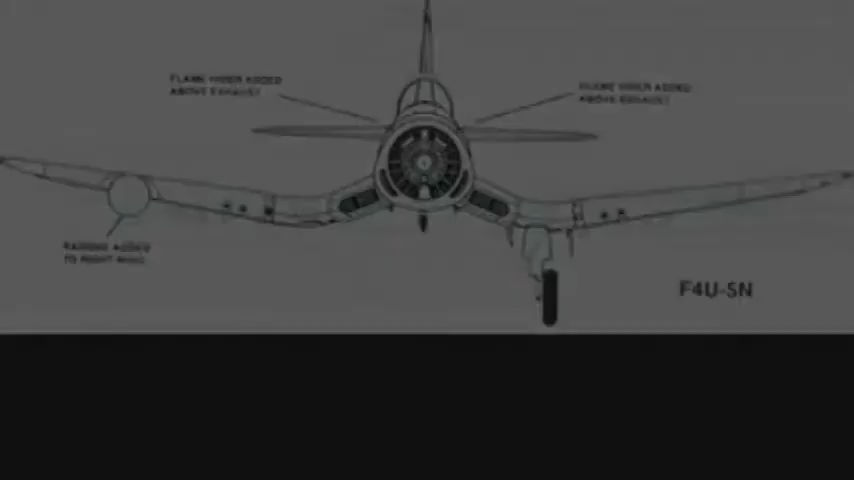 FLAME HIDER ADDED
ABOVE EXHAUST
FLAME HIDER ADDED
ABOVE EXHAUST
RADOME ADDED
TO RIGHT WING
F4U-5N